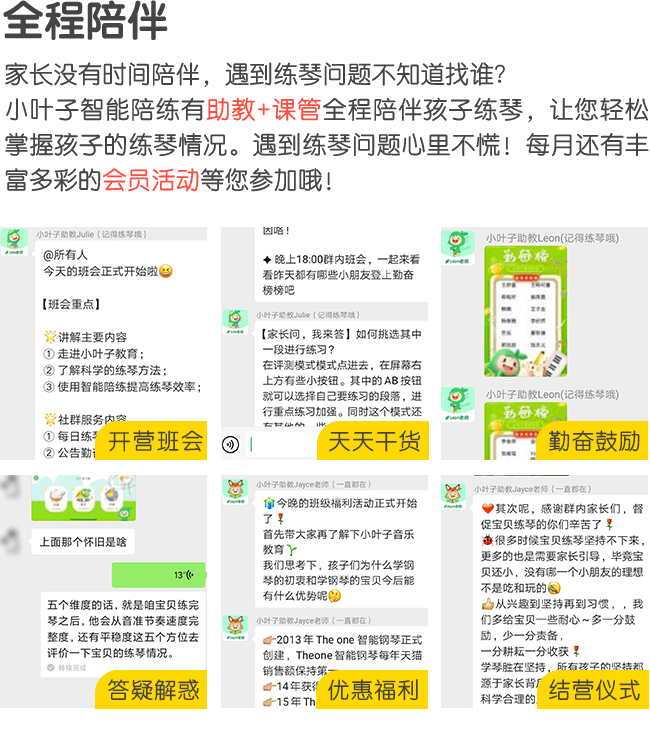 全程陪伴
家长没有时间陪伴，遇到练琴问题不知道找谁？
小叶子智能陪练有助教+课管全程陪伴孩子练琴，让您轻松
掌握孩子的练琴情况。遇到练琴问题心里不慌！每月还有丰
富多彩的会员活动等您参加哦！
小叶子助教Julie（记得练琴哦）
@所有人
今天的班会正式开始啦
【班会重点】
讲解主要内容
① 走进小叶子教育；
② 了解科学的练琴方法；
③ 使用智能陪练提高练琴效率；
社群服务内容
① 每日练
② 公告勤
开营班会
因咯！
✦ 晚上18:00群内班会，一起来看
看昨天都有哪些小朋友登上勤奋
榜榜吧
小叶子助教Julie（记得练琴哦）
【家长问，我来答】如何挑选其中
一段进行练习？
在评测模式模式点进去，在屏幕右
上方有些小按钮。其中的AB按钮
就可以选择自己要练习的段落，进
行重点练习加强。同时这个模式还
天天干货
小叶子助教Leon(记得练琴哦)
Leon老师
勤奋榜
小叶子助教Leon(记得练琴哦)
Leon老师
勤奋榜
勤奋鼓励
上面那个怀旧是啥
13"
五个维度的话，就是咱宝贝练完
琴之后，他会从音准节奏速度完
整度，还有平稳度这五个方位去
评价一下宝贝的练琴情况。
转换完成
答疑解惑
小叶子助教Jayce老师（一直都在）
今晚的班级福利活动正式开始
了
首先带大家再了解下小叶子音乐
教育
我们思考下，孩子们为什么学钢
琴的初衷和学钢琴的宝贝今后能
有什么优势呢
小叶子助教Jayce老师（一直都在）
2013年The one 智能钢琴正式
创建，Theone智能钢琴每年天猫
销售额保持第一
14年获得
15年Th
优惠福利
小叶子助教Jayce老师（一直都在）
其次呢，感谢群内家长们，督
促宝贝练琴的你们辛苦了
很多时候宝贝练琴坚持不下来，
更多的也是需要家长引导，毕竟宝
贝还小，没有哪一个小朋友的理想
不是吃和玩的
从兴趣到坚持再到习惯，，我
们多给宝贝一些耐心～多一分鼓
励，少一分责备，
一分耕耘一分收获
学琴胜在坚持，所有孩子的坚持都
源于家长背后
科学合理的
结营仪式